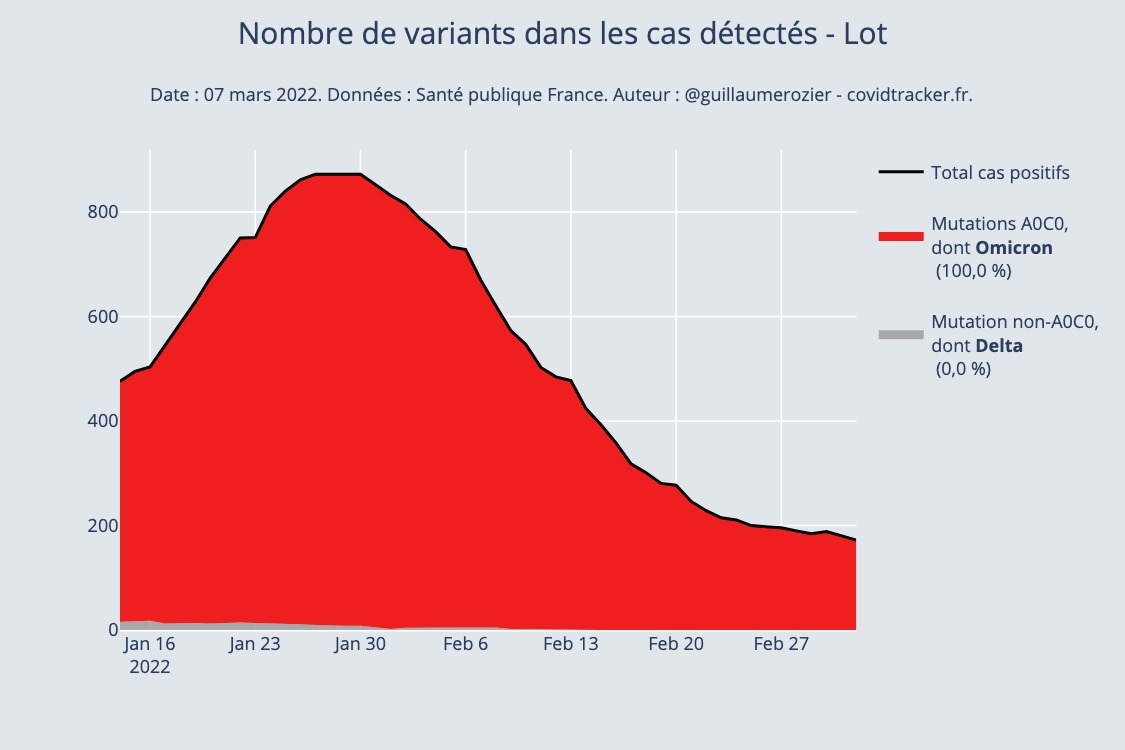 Nombre de variants dans les cas détectés - Lot
Date : 07 mars 2022. Données : Santé publique France. Auteur : @guillaumerozier - covidtracker.fr.
Total cas positifs
Mutations A0C0,
dont Omicron
(100,0 %)
Mutation non-A0C0,
dont Delta
(0,0 %)
800
600
400
200
0
Jan 16
2022
Jan 23
Jan 30
Feb 6
Feb 13
Feb 20
Feb 27